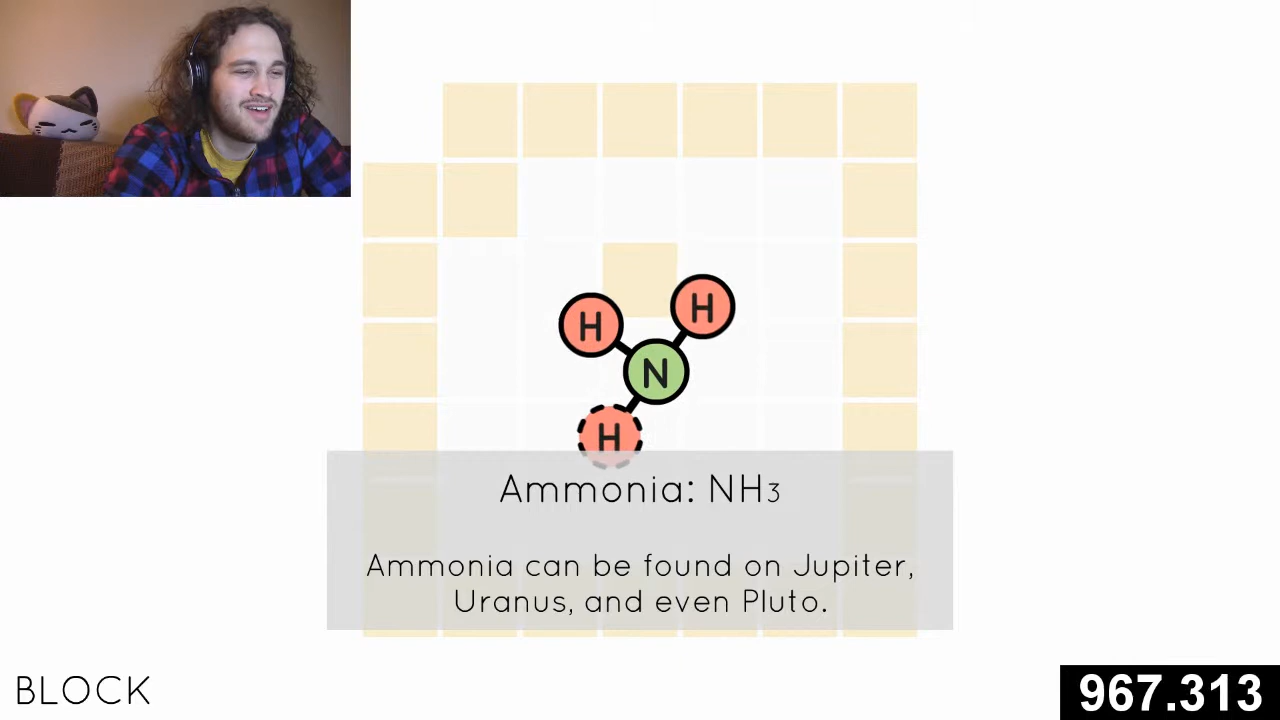 H
H
N
H
Ammonia: NH₃
Ammonia can be found on Jupiter,
Uranus, and even Pluto.
BLOCK
967.313